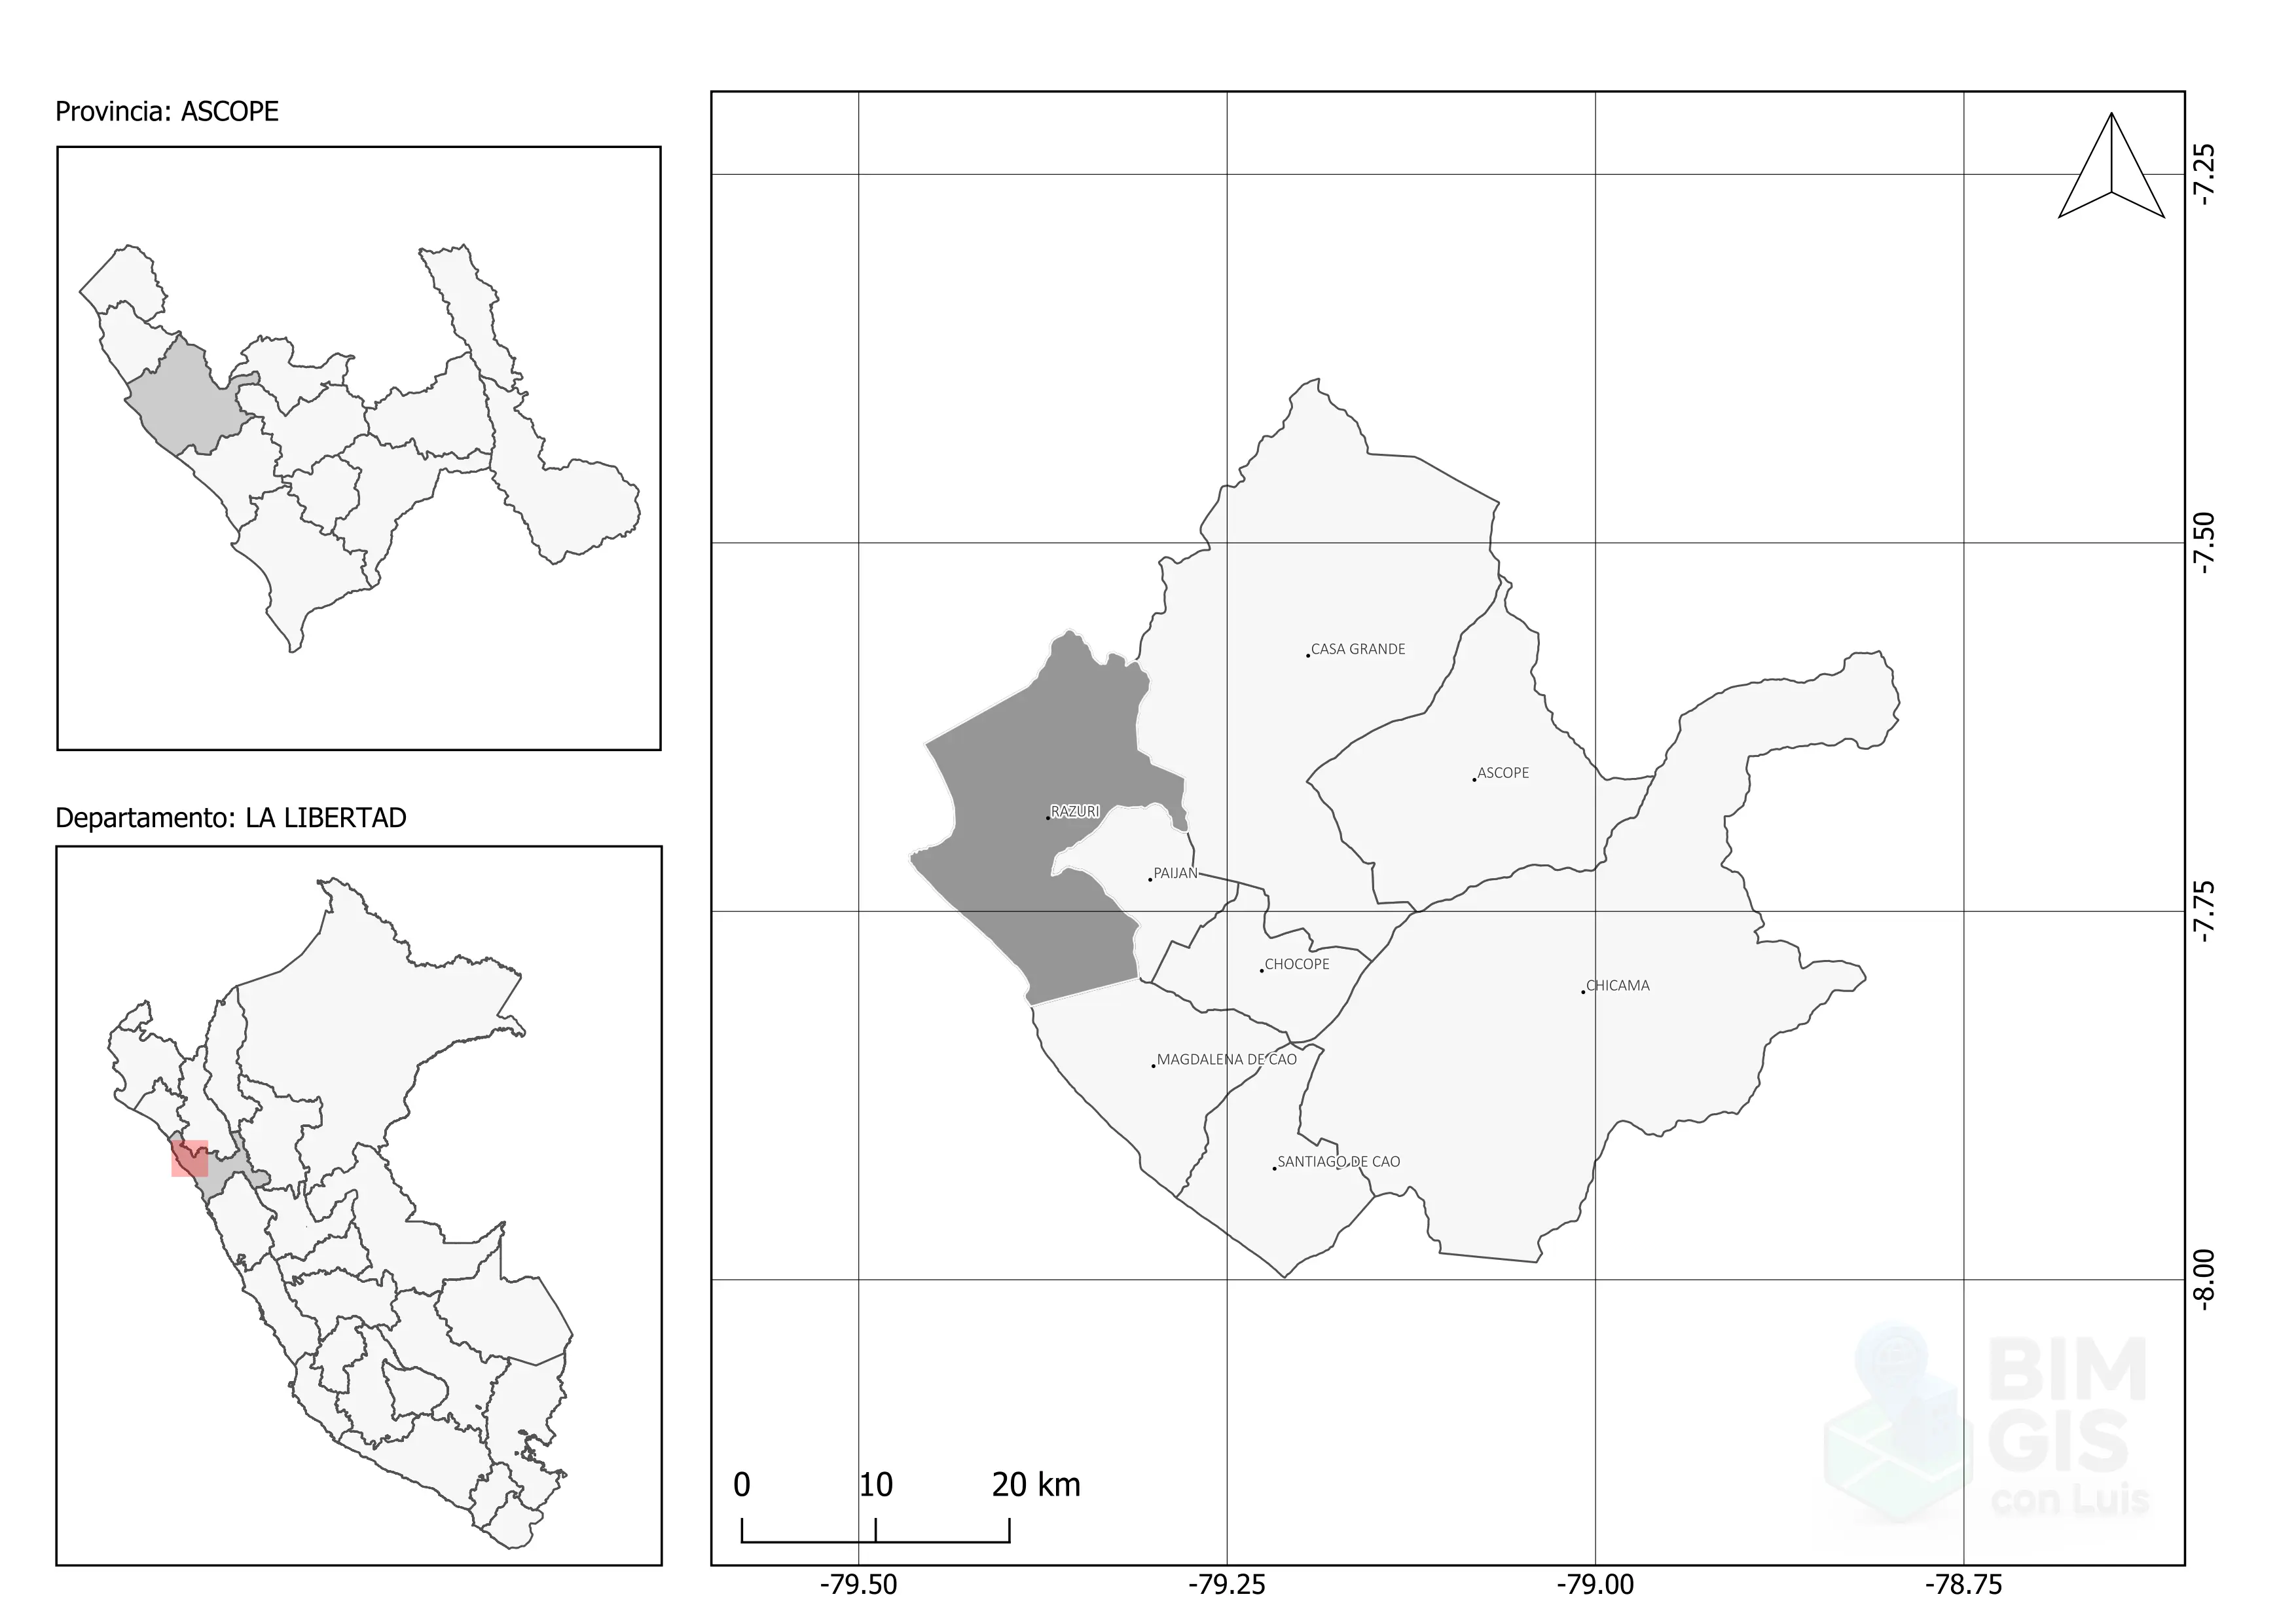 Provincia: ASCOPE
Departamento: LA LIBERTAD
-7.25
-7.50
-7.75
-8.00
CASA GRANDE
ASCOPE
RAZURI
PAIJAN
CHOCOPE
CHICAMA
MAGDALENA DE CAO
SANTIAGO DE CAO
BIM
GIS
con Luis
0 10 20 km
-79.50 -79.25 -79.00 -78.75